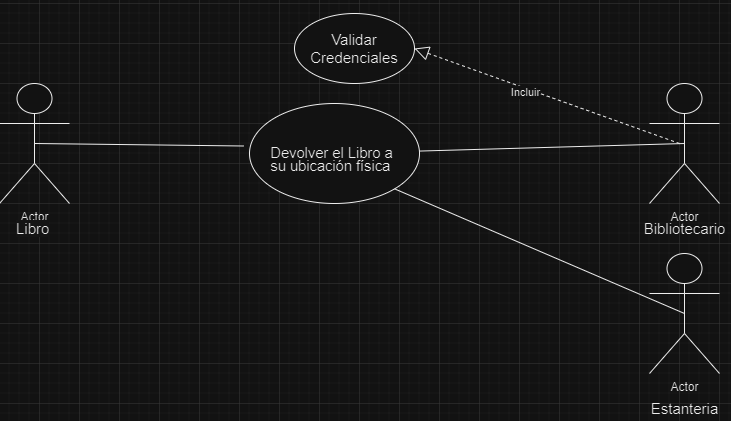 Validar
Credenciales
Incluir
Devolver el Libro a
su ubicación física
Actor
Libro
Actor
Bibliotecario
Actor
Estanteria